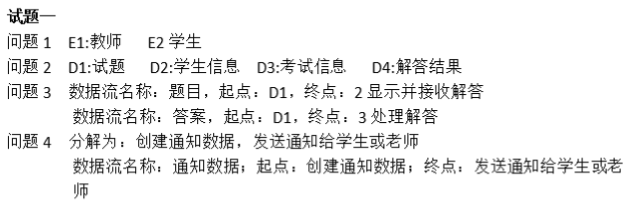 试题一
问题 1 E1:教师 E2 学生
问题 2 D1:试题 D2:学生信息 D3:考试信息 D4:解答结果
问题 3 数据流名称：题目，起点：D1，终点：2 显示并接收解答
数据流名称：答案，起点：D1，终点：3 处理解答
问题 4 分解为：创建通知数据，发送通知给学生或老师
数据流名称：通知数据；起点：创建通知数据；终点：发送通知给学生或老
师